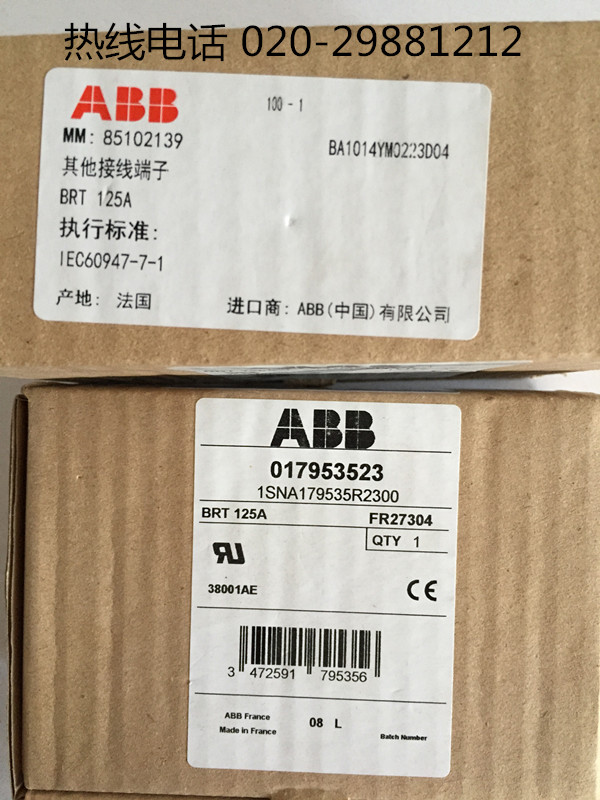 热线电话 020-29881212
ABB
100 - 1
MM: 85102139
BA1014YM0223D04
其他接线端子
BRT 125A
执行标准:
IEC60947-7-1
产地: 法国
进口商: ABB(中国)有限公司
ABB
017953523
1SNA179535R2300
BRT 125A
FR27304
QTY 1
38001AE
CE
3 472591 795356
ABB France
Made in France
08 L
Batch Number